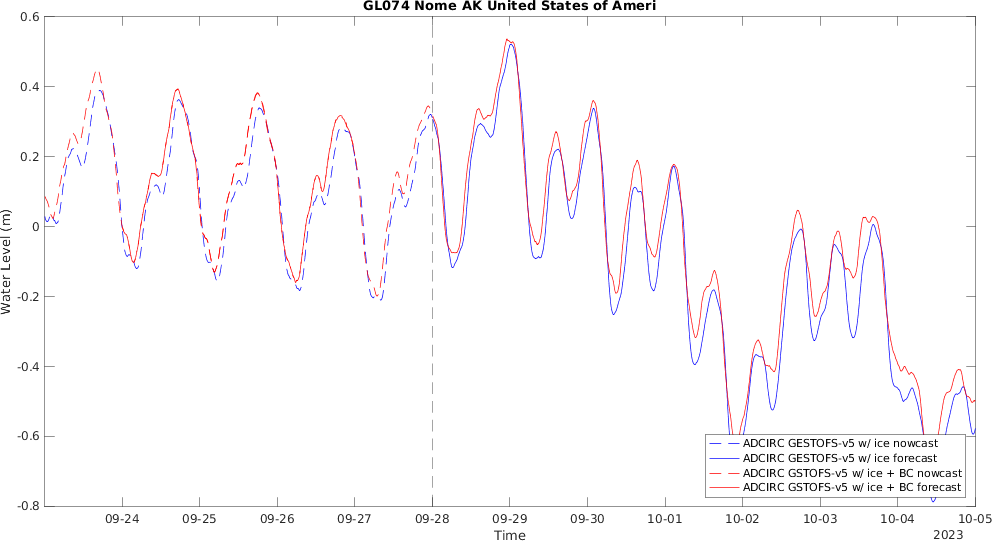 GL074 Nome AK United States of Ameri
0.6
0.4
0.2
0
-0.2
-0.4
-0.6
-0.8
Water Level (m)
ADCIRC GESTOFS-v5 w/ ice nowcast
ADCIRC GESTOFS-v5 w/ ice forecast
ADCIRC GSTOFS-v5 w/ ice + BC nowcast
ADCIRC GSTOFS-v5 w/ ice + BC forecast
09-24 09-25 09-26 09-27 09-28 09-29 09-30 10-01 10-02 10-03 10-04 10-05
Time
2023